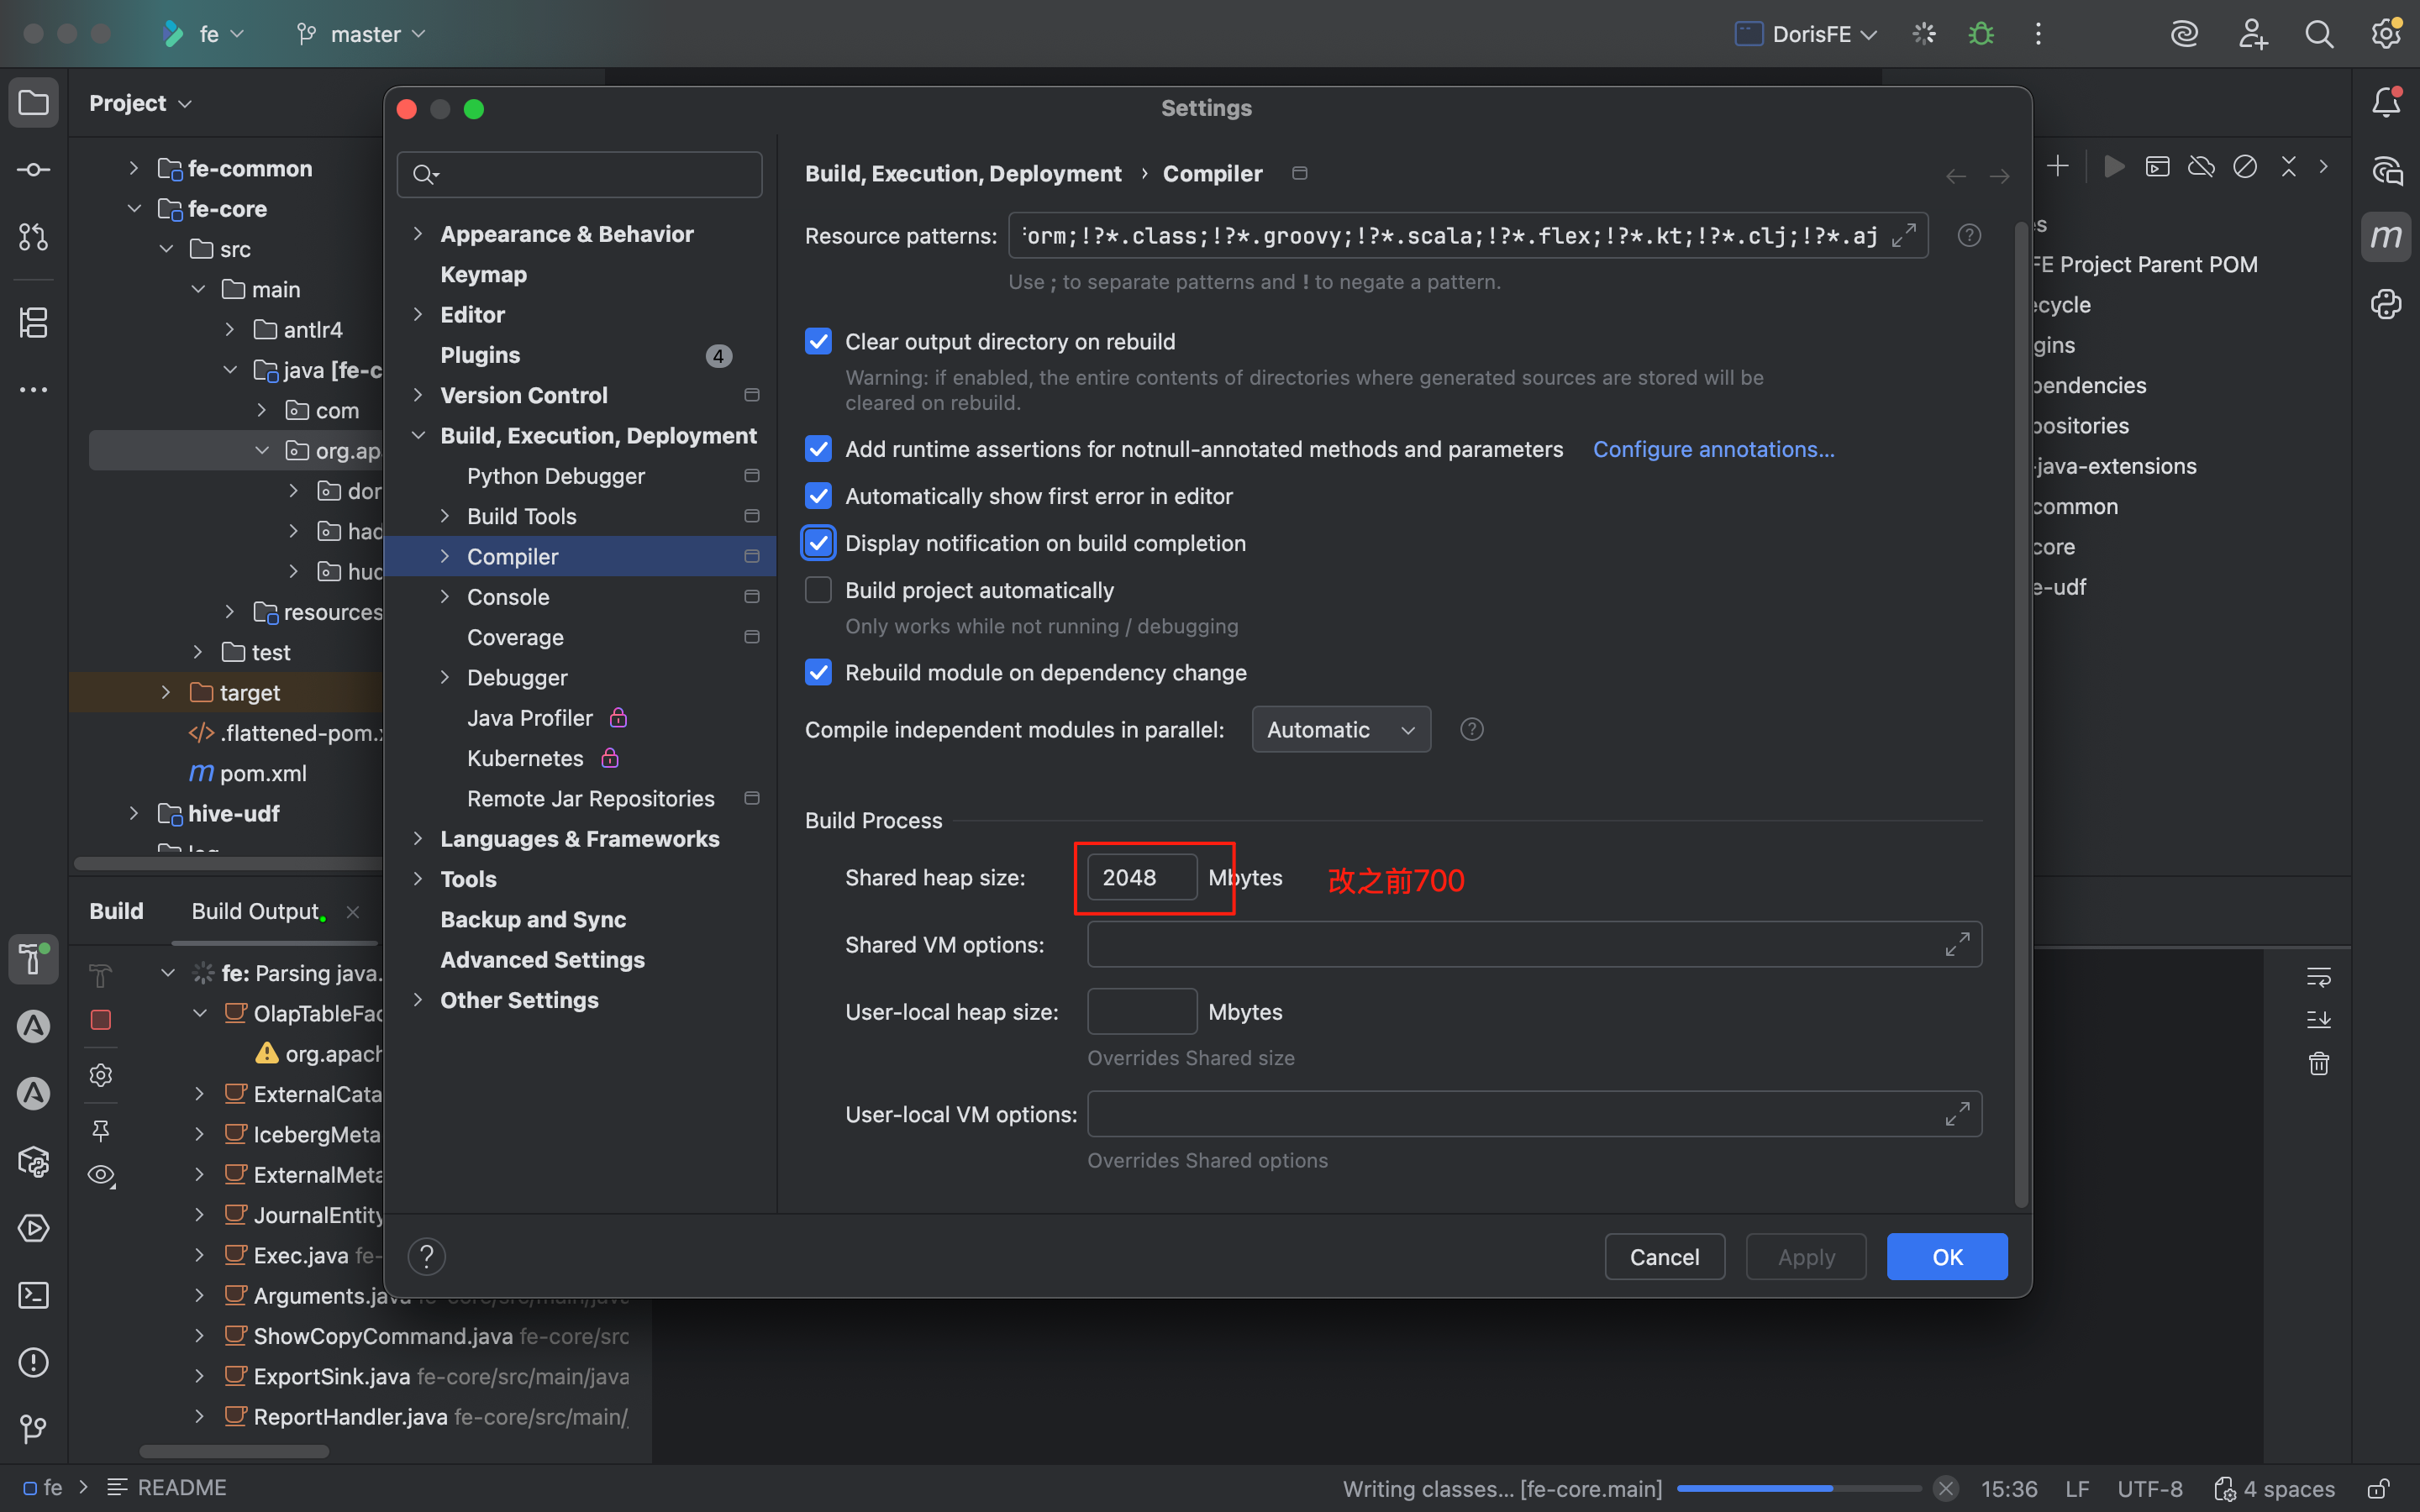 fe
master
DorisFE
Project
fe-common
fe-core
src
main
antlr4
java [fe-c
com
org.ap
dor
had
hud
resources
test
target
.flattened-pom.x
pom.xml
hive-udf
Settings
Appearance & Behavior
Keymap
Editor
Plugins 4
Version Control
Build, Execution, Deployment
Python Debugger
Build Tools
Compiler
Console
Coverage
Debugger
Java Profiler
Kubernetes
Remote Jar Repositories
Languages & Frameworks
Tools
Backup and Sync
Advanced Settings
Other Settings
Build, Execution, Deployment › Compiler
Resource patterns: orm;!?*.class;!?*.groovy;!?*.scala;!?*.flex;!?*.kt;!?*.clj;!?*.aj
Use ; to separate patterns and ! to negate a pattern.
Clear output directory on rebuild
Warning: if enabled, the entire contents of directories where generated sources are stored will be
cleared on rebuild.
Add runtime assertions for notnull-annotated methods and parameters Configure annotations...
Automatically show first error in editor
Display notification on build completion
Build project automatically
Only works while not running / debugging
Rebuild module on dependency change
Compile independent modules in parallel: Automatic
Build Process
Shared heap size: 2048 Mbytes 改之前700
Shared VM options:
User-local heap size: Mbytes
Overrides Shared size
User-local VM options:
Overrides Shared options
? Cancel Apply OK
s
FE Project Parent POM
ecycle
gins
pendencies
positories
-java-extensions
common
core
e-udf
Build
Build Output
fe: Parsing java.
OlapTableFac
org.apach
ExternalCata
IcebergMeta
ExternalMeta
JournalEntity
Exec.java fe-
Arguments.java fe-core/src/main/java
ShowCopyCommand.java fe-core/src
ExportSink.java fe-core/src/main/java
ReportHandler.java fe-core/src/main/
fe > README
Writing classes... [fe-core.main] 15:36 LF UTF-8 4 spaces